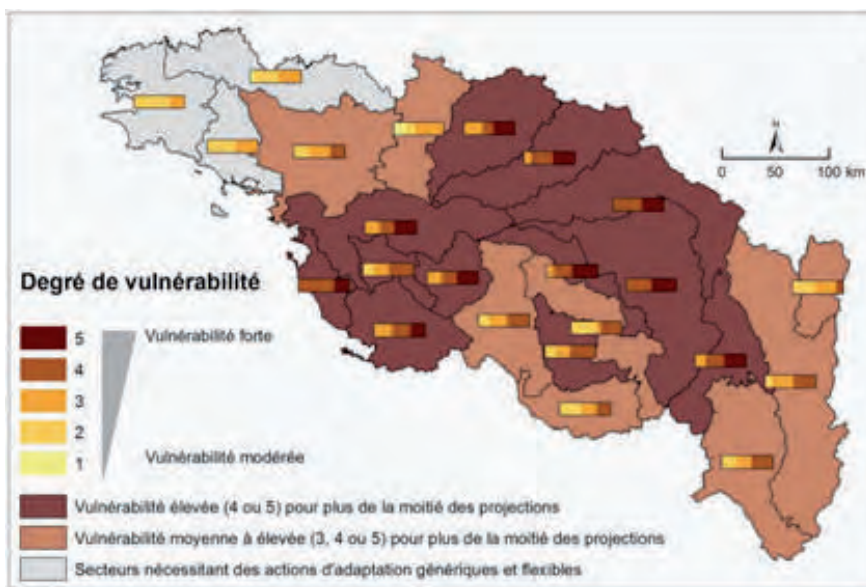 N
0 50 100 km
Degré de vulnérabilité
5
Vulnérabilité forte
4
3
2
1
Vulnérabilité modérée
Vulnérabilité élevée (4 ou 5) pour plus de la moitié des projections
Vulnérabilité moyenne à élevée (3, 4 ou 5) pour plus de la moitié des projections
Secteurs nécessitant des actions d'adaptation génériques et flexibles